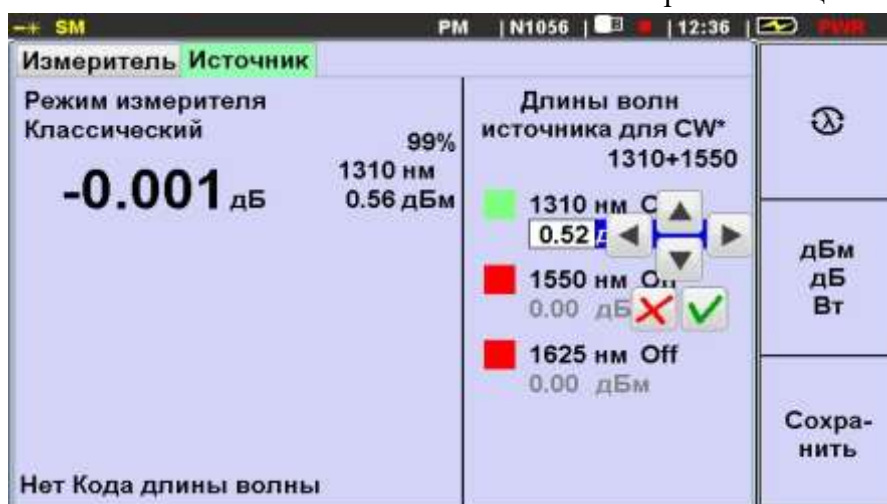 SM PM | N1056 | B | 12:36 | PWR
Измеритель Источник
Режим измерителя
Классический
99%
1310 нм
-0.001 дБ 0.56 дБм
Длины волн
источника для CW*
1310+1550
1310 нм C
0.52
1550 нм Off
0.00 дБ
1625 нм Off
0.00 дБм
λ
дБм
дБ
Вт
Сохра-
нить
Нет Кода длины волны